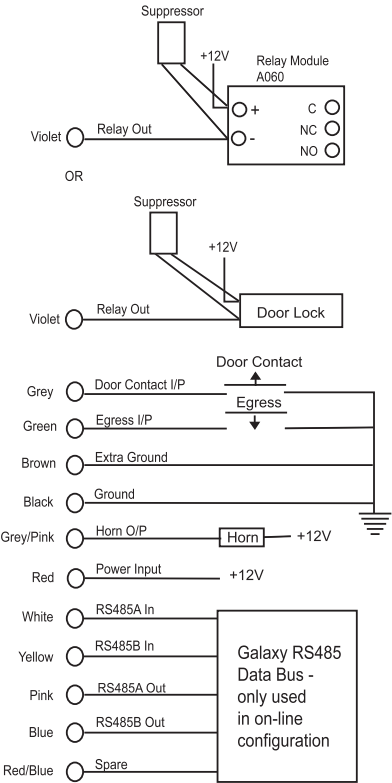 Suppressor
+12V
Relay Module
A060
+
C
NC
-
NO
Violet
Relay Out
OR
Suppressor
+12V
Relay Out
Door Lock
Violet
Door Contact
Grey
Door Contact I/P
Egress
Green
Egress I/P
Brown
Extra Ground
Black
Ground
Grey/Pink
Horn O/P
Horn
+12V
Red
Power Input
+12V
White
RS485A In
Yellow
RS485B In
Galaxy RS485
Data Bus -
only used
in on-line
configuration
Pink
RS485A Out
Blue
RS485B Out
Red/Blue
Spare